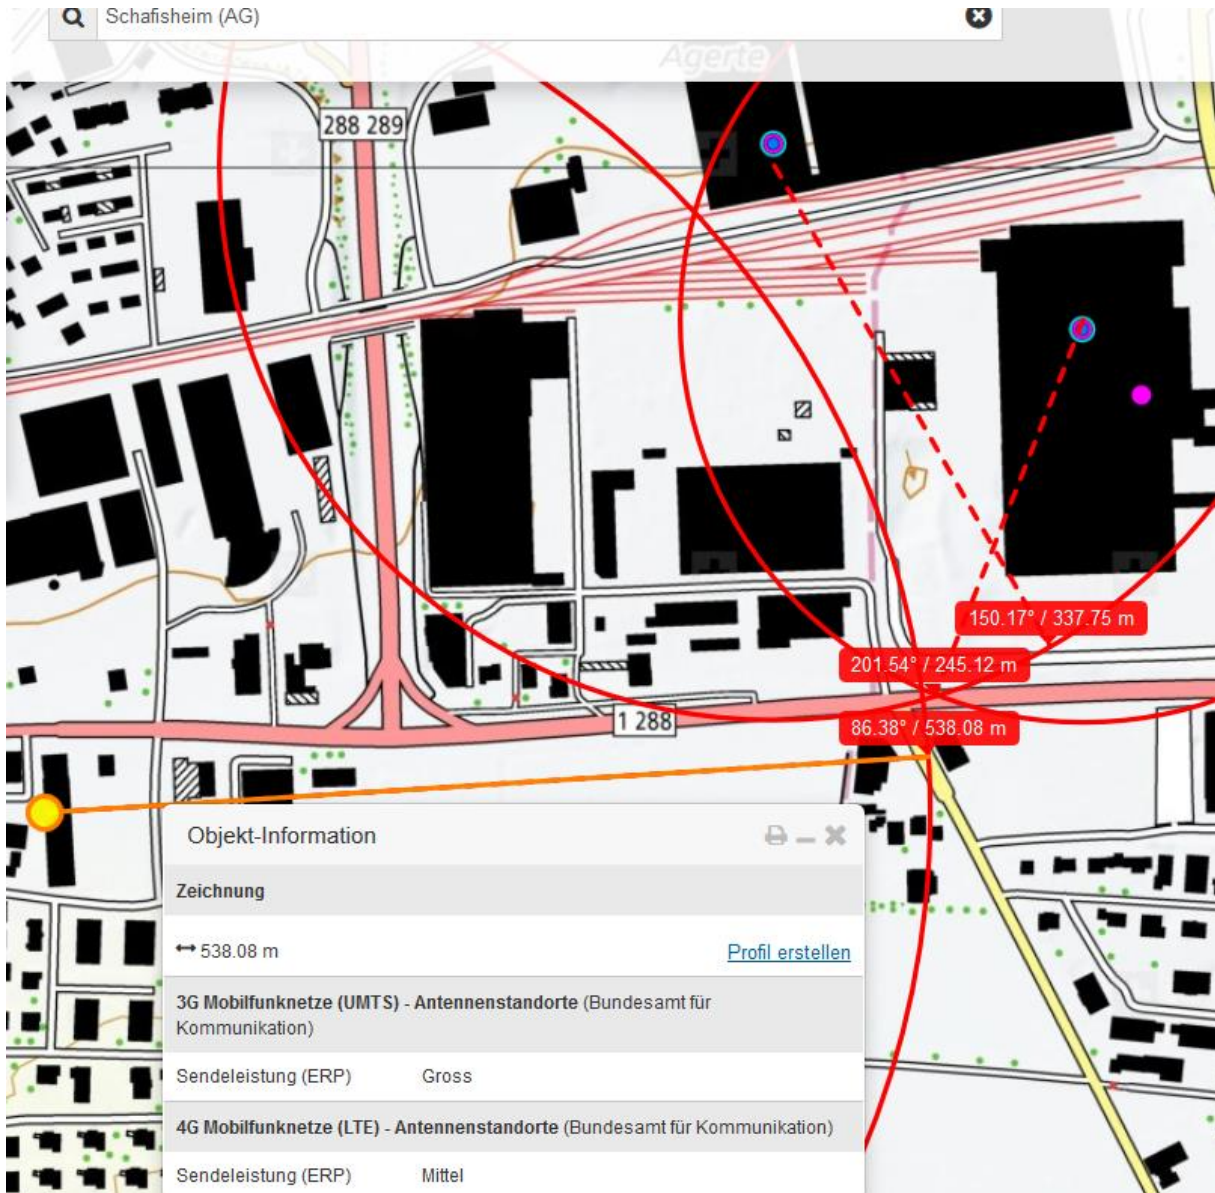 Schafisheim (AG)
Agerte
288 289
150.17° / 337.75 m
201.54° / 245.12 m
1 288
86.38° / 538.08 m
Objekt-Information
Zeichnung
538.08 m
Profil erstellen
3G Mobilfunknetze (UMTS) - Antennenstandorte (Bundesamt für
Kommunikation)
Sendeleistung (ERP) Gross
4G Mobilfunknetze (LTE) - Antennenstandorte (Bundesamt für Kommunikation)
Sendeleistung (ERP) Mittel